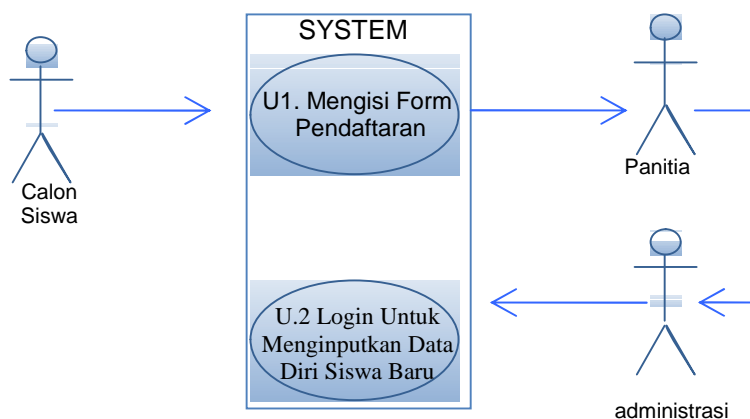 SYSTEM
U1. Mengisi Form
Pendaftaran
Calon
Siswa
Panitia
U.2 Login Untuk
Menginputkan Data
Diri Siswa Baru
administrasi